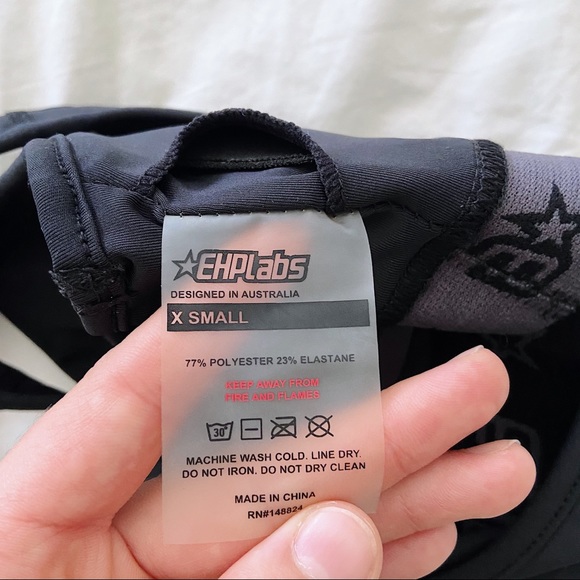 EHPLabs
DESIGNED IN AUSTRALIA
X SMALL
77% POLYESTER 23% ELASTANE
KEEP AWAY FROM
FIRE AND FLAMES
30°
MACHINE WASH COLD. LINE DRY.
DO NOT IRON. DO NOT DRY CLEAN
MADE IN CHINA
RN#148824